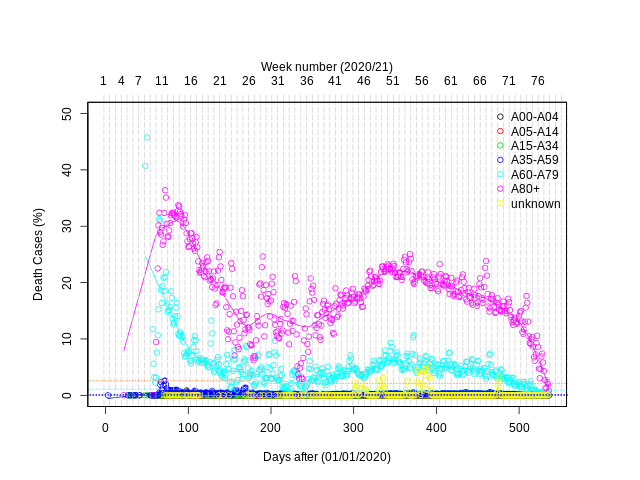 Week number (2020/21)
1 4 7 11 16 21 26 31 36 41 46 51 56 61 66 71 76
50
40
30
20
10
0
Death Cases (%)
A00-A04
A05-A14
A15-A34
A35-A59
A60-A79
A80+
unknown
0 100 200 300 400 500
Days after (01/01/2020)